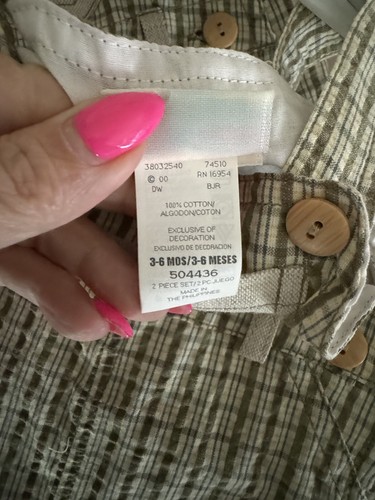 38032540 74510
© 00 RN 16954
DW BJR
100% COTTON/
ALGODON/COTON
EXCLUSIVE OF
DECORATION
EXCLUSIVO DE DECORACION
3-6 MOS/3-6 MESES
504436
2 PIECE SET/2 PC JUEGO
MADE IN
THE PHILIPPINES